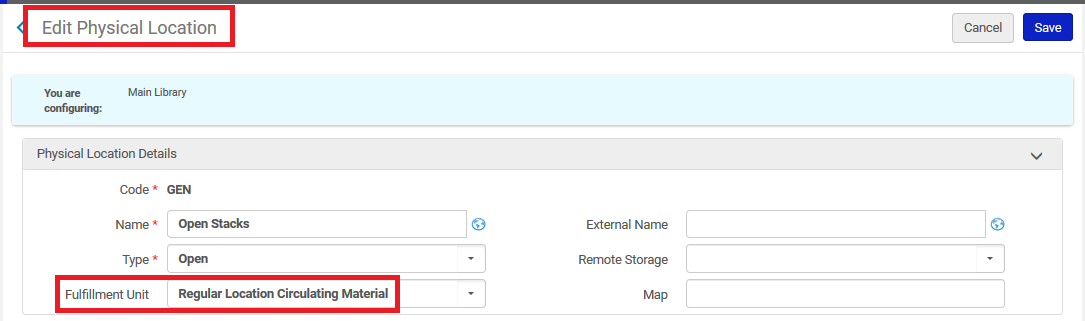 Edit Physical Location
Cancel
Save
You are
configuring:
Main Library
Physical Location Details
Code * GEN
Name * Open Stacks
External Name
Type * Open
Remote Storage
Fulfillment Unit Regular Location Circulating Material
Map